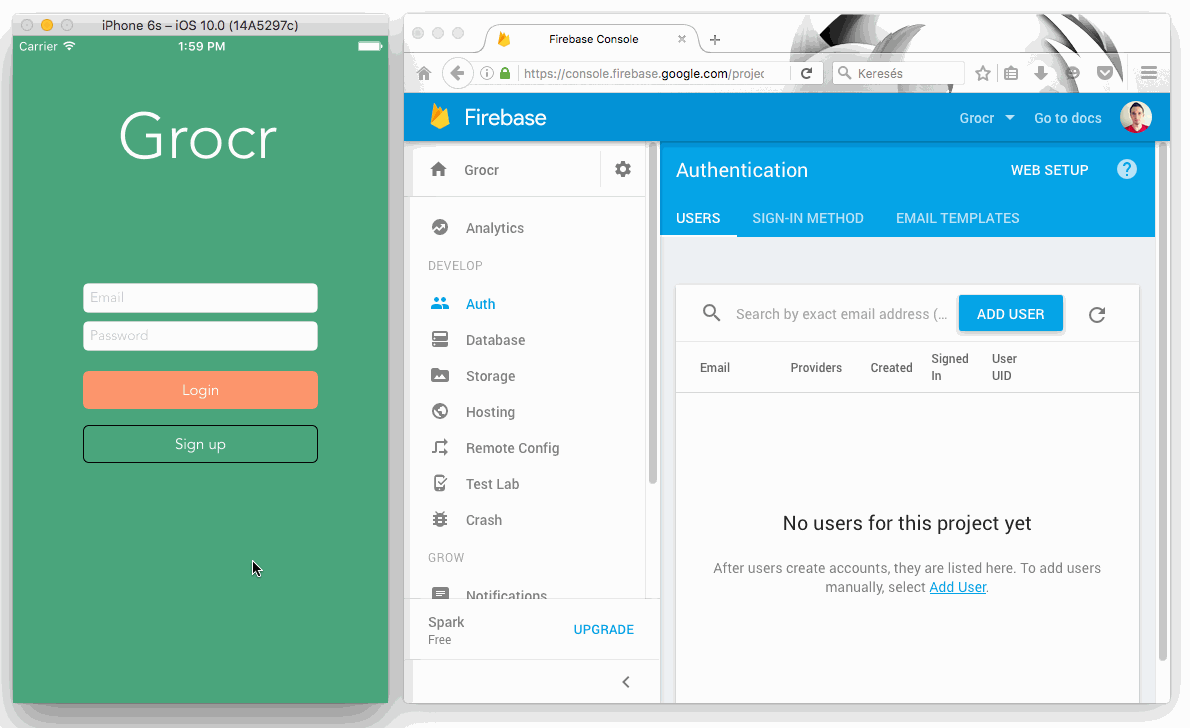 iPhone 6s – iOS 10.0 (14A5297c)
Carrier
1:59 PM
Grocr
Email
Password
Login
Sign up
Firebase Console
https://console.firebase.google.com/projec
Keresés
Firebase
Grocr
Go to docs
Grocr
Analytics
DEVELOP
Auth
Database
Storage
Hosting
Remote Config
Test Lab
Crash
GROW
Notifications
Spark
Free
UPGRADE
Authentication
WEB SETUP
USERS
SIGN-IN METHOD
EMAIL TEMPLATES
Search by exact email address (...
ADD USER
Email
Providers
Created
Signed
In
User
UID
No users for this project yet
After users create accounts, they are listed here. To add users
manually, select Add User.